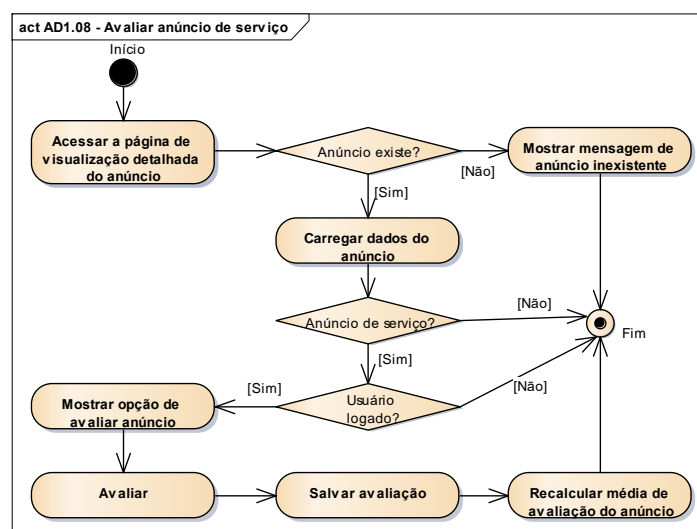 act AD1.08 - Avaliar anúncio de serviço
Início
Acessar a página de
visualização detalhada
do anúncio
Anúncio existe?
[Não]
Mostrar mensagem de
anúncio inexistente
[Sim]
Carregar dados do
anúncio
Anúncio de serviço?
[Não]
Fim
[Sim]
Mostrar opção de
avaliar anúncio
[Sim]
Usuário
logado?
[Não]
Avaliar
Salvar avaliação
Recalcular média de
avaliação do anúncio